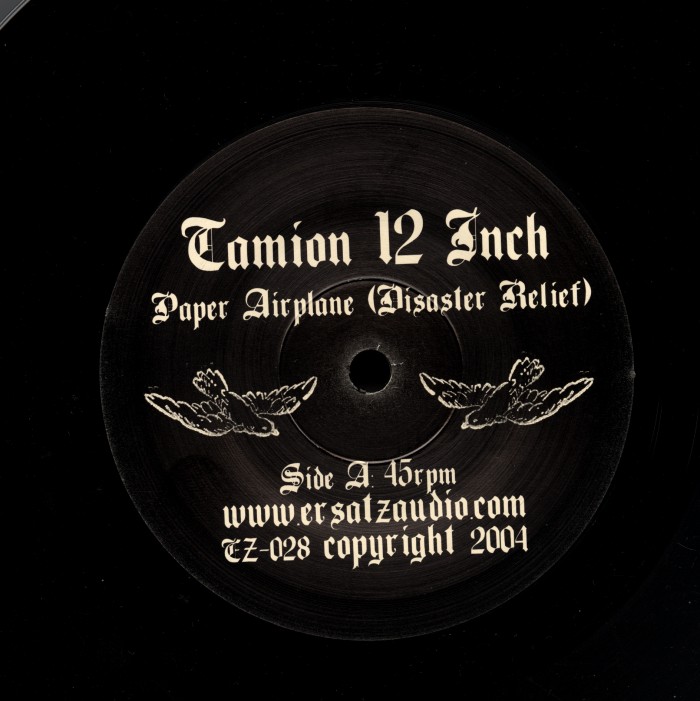 Tamion 12 Inch
Paper Airplane (Disaster Relief)
Side A 45rpm
www.ersatzaudio.com
EZ-028 copyright 2004